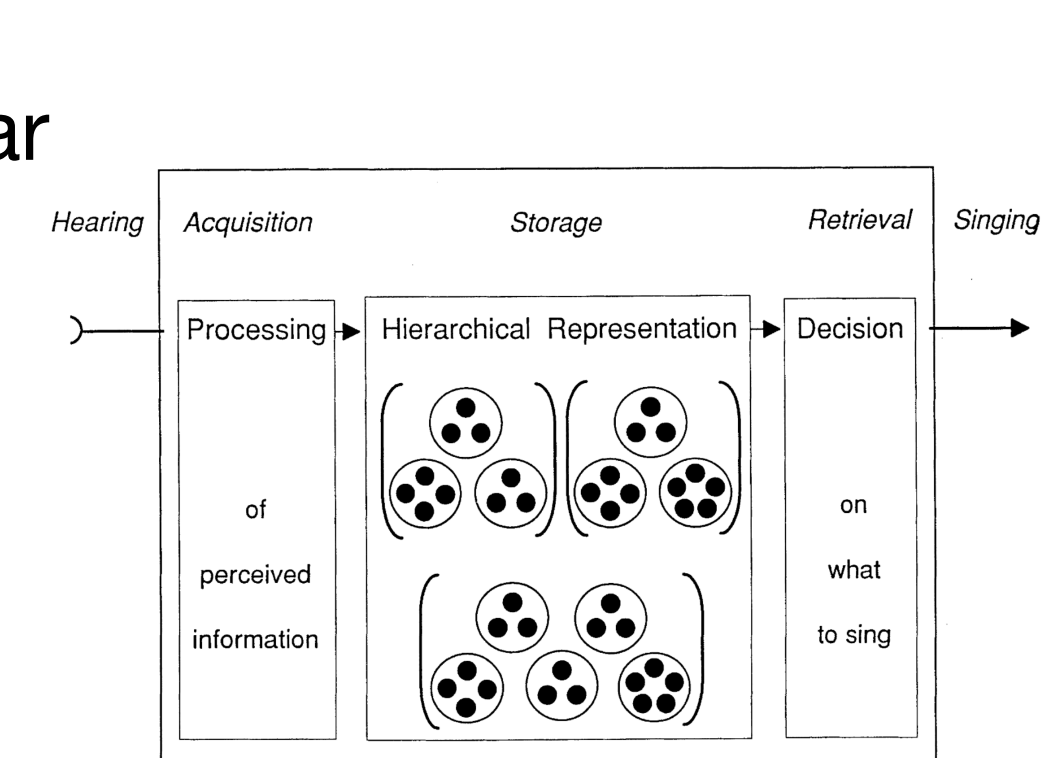 ar
Hearing Acquisition Storage Retrieval Singing
Processing Hierarchical Representation Decision
of
perceived
information
on
what
to sing